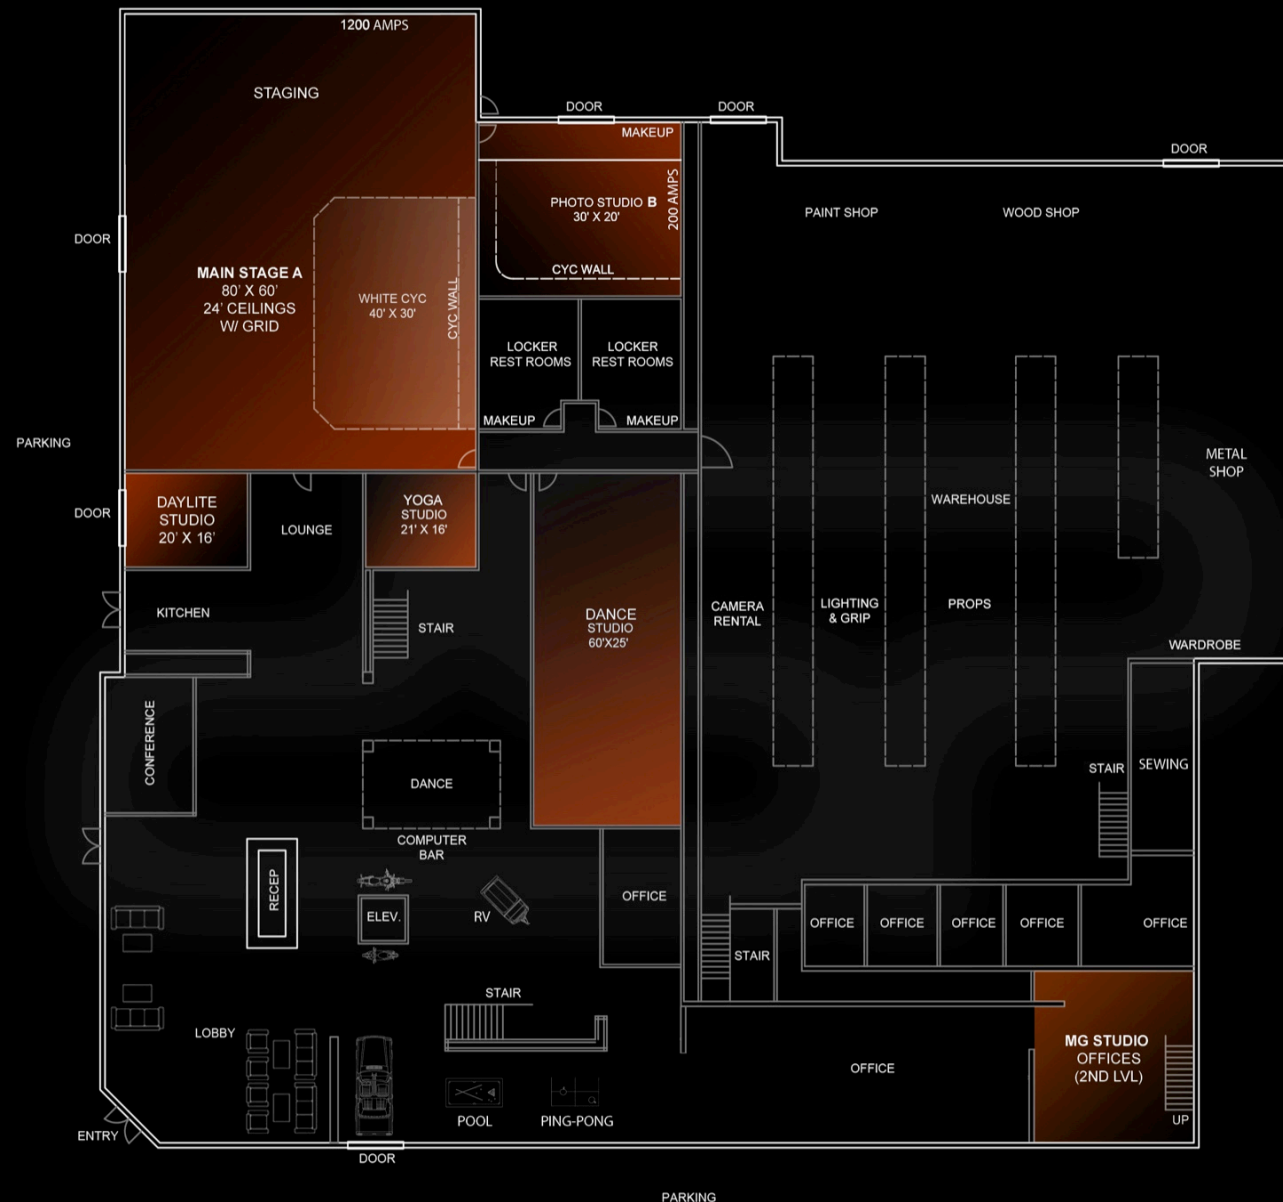 1200 AMPS
STAGING
DOOR
DOOR
MAKEUP
DOOR
PHOTO STUDIO B
30' X 20'
200 AMPS
CYC WALL
PAINT SHOP
WOOD SHOP
DOOR
MAIN STAGE A
80' X 60'
24' CEILINGS
W/ GRID
WHITE CYC
40' X 30'
CYC WALL
LOCKER
REST ROOMS
LOCKER
REST ROOMS
MAKEUP
MAKEUP
PARKING
METAL
SHOP
DOOR
DAYLITE
STUDIO
20' X 16'
LOUNGE
YOGA
STUDIO
21' X 16'
WAREHOUSE
KITCHEN
STAIR
DANCE
STUDIO
60'X25'
CAMERA
RENTAL
LIGHTING
& GRIP
PROPS
WARDROBE
CONFERENCE
DANCE
COMPUTER
BAR
STAIR
SEWING
RECEP
ELEV.
RV
OFFICE
OFFICE
OFFICE
OFFICE
OFFICE
OFFICE
STAIR
STAIR
LOBBY
OFFICE
MG STUDIO
OFFICES
(2ND LVL)
UP
POOL
PING-PONG
ENTRY
DOOR
PARKING